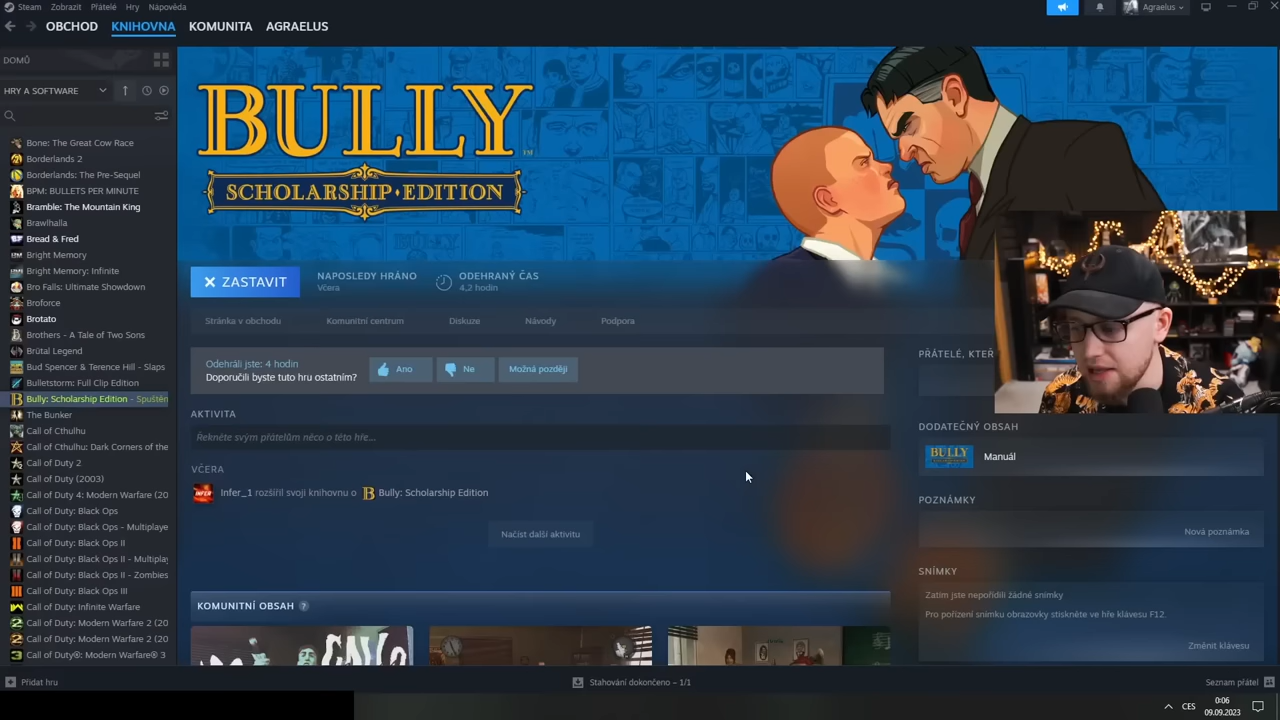 Steam Zobrazit Přátelé Hry Nápověda
Agraelus
OBCHOD KNIHOVNA KOMUNITA AGRAELUS
DOMŮ
HRY A SOFTWARE
Bone: The Great Cow Race
Borderlands 2
Borderlands: The Pre-Sequel
BPM: BULLETS PER MINUTE
Bramble: The Mountain King
Brawlhalla
Bread & Fred
Bright Memory
Bright Memory: Infinite
Bro Falls: Ultimate Showdown
Broforce
Brotato
Brothers - A Tale of Two Sons
Brütal Legend
Bud Spencer & Terence Hill - Slaps
Bulletstorm: Full Clip Edition
Bully: Scholarship Edition - Spuštěn
The Bunker
Call of Cthulhu
Call of Cthulhu: Dark Corners of the
Call of Duty 2
Call of Duty (2003)
Call of Duty 4: Modern Warfare (20
Call of Duty: Black Ops
Call of Duty: Black Ops - Multiplaye
Call of Duty: Black Ops II
Call of Duty: Black Ops II - Multiplay
Call of Duty: Black Ops II - Zombies
Call of Duty: Black Ops III
Call of Duty: Infinite Warfare
Call of Duty: Modern Warfare 2 (20
Call of Duty: Modern Warfare 2 (20
Call of Duty®: Modern Warfare® 3
Přidat hru
BULLY
SCHOLARSHIP EDITION
ZASTAVIT
NAPOSLEDY HRÁNO
Včera
ODEHRANÝ ČAS
4,2 hodin
Stránka v obchodu Komunitní centrum Diskuze Návody Podpora
Odehráli jste: 4 hodin
Doporučili byste tuto hru ostatním?
Ano Ne Možná později
AKTIVITA
Řekněte svým přátelům něco o této hře...
VČERA
Infer_1 rozšířil svoji knihovnu o Bully: Scholarship Edition
Načíst další aktivitu
KOMUNITNÍ OBSAH ?
PŘÁTELÉ, KTEŘ
DODATEČNÝ OBSAH
BULLY
Manuál
POZNÁMKY
Nová poznámka
SNÍMKY
Zatím jste nepořídili žádné snímky
Pro pořízení snímku obrazovky stiskněte ve hře klávesu F12.
Změnit klávesu
Stahování dokončeno – 1/1
Seznam přátel
CES
0:06
09.09.2023